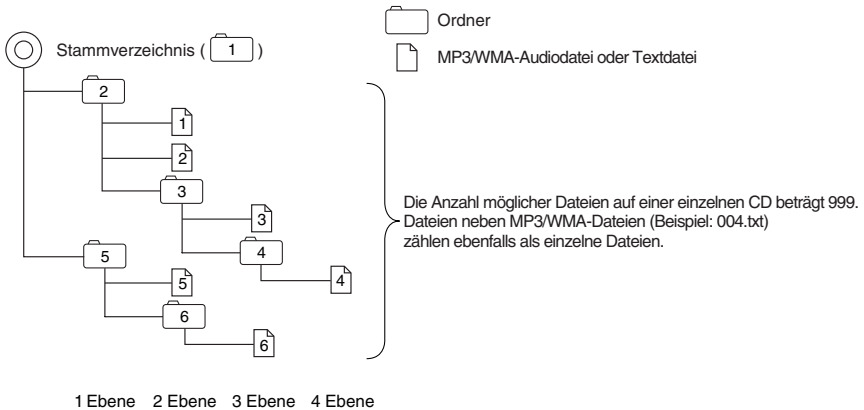 Ordner
Stammverzeichnis ( 1 )
MP3/WMA-Audiodatei oder Textdatei
2
1
2
3
3
4
4
5
5
6
6
Die Anzahl möglicher Dateien auf einer einzelnen CD beträgt 999.
Dateien neben MP3/WMA-Dateien (Beispiel: 004.txt)
zählen ebenfalls als einzelne Dateien.
1 Ebene 2 Ebene 3 Ebene 4 Ebene